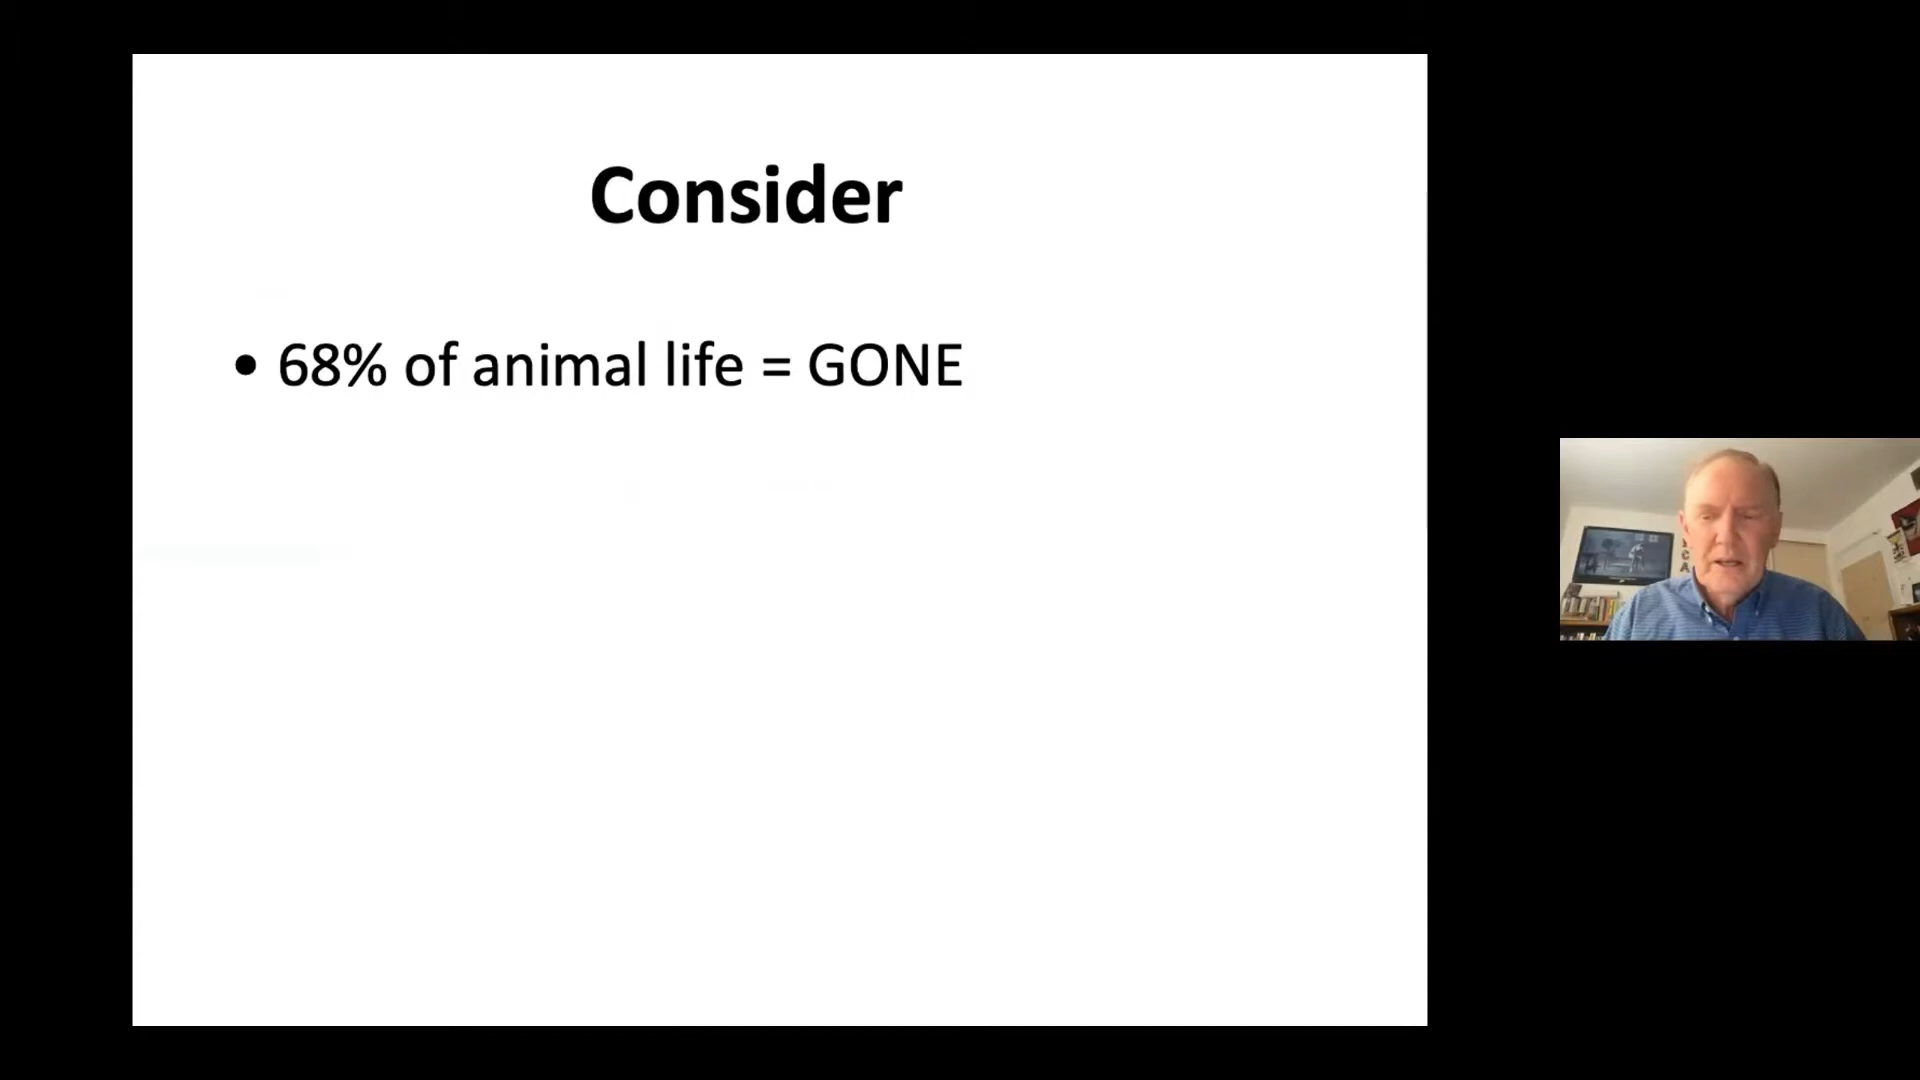 Consider
• 68% of animal life = GONE